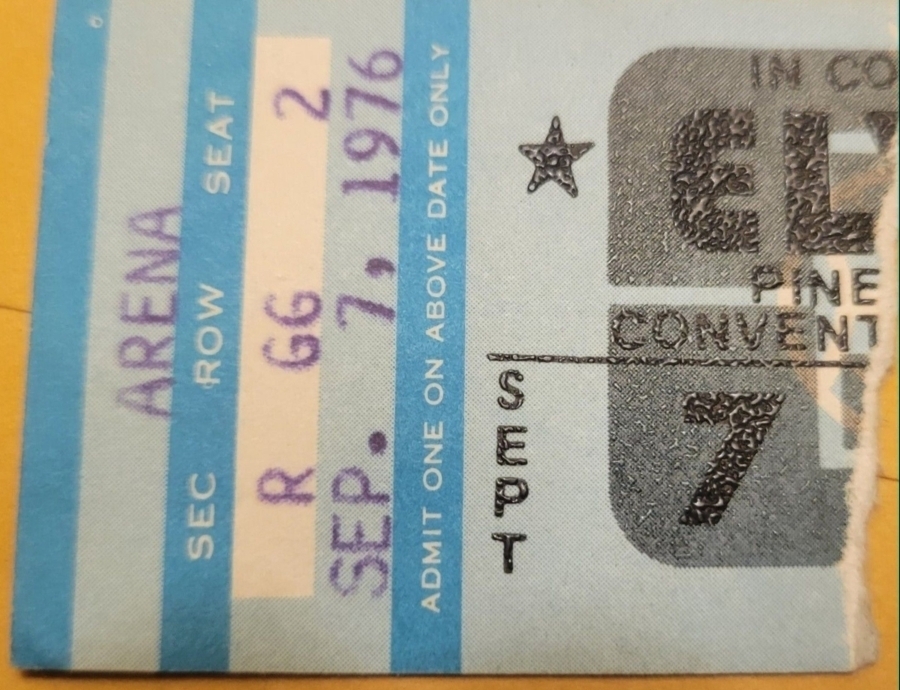 ARENA
SEC ROW SEAT
R GG 2
SEP. 7, 1976
ADMIT ONE ON ABOVE DATE ONLY
IN CO
EL
PINE
CONVENT
SEPT
7